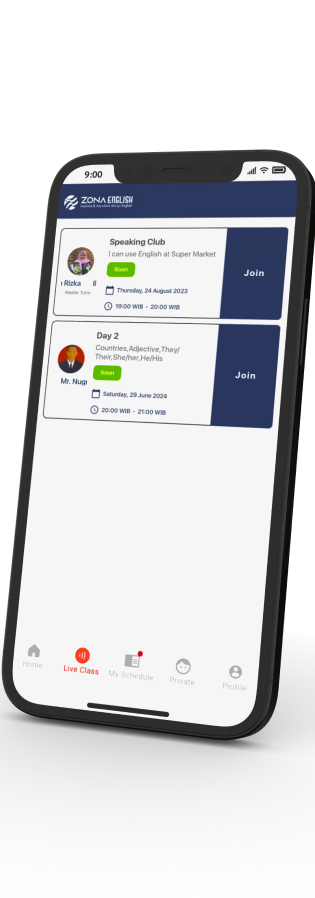 9:00
ZONA ENGLISH
Speaking Club
I can use English at Super Market
Soon
Rizka
Master Tutor
Thursday, 24 August 2023
19:00 WIB - 20:00 WIB
Join
Day 2
Countries,Adjective,They/
Their,She/her,He/His
Soon
Mr. Nugr
Saturday, 29 June 2024
20:00 WIB - 21:00 WIB
Join
Home
Live Class
My Schedule
Private
Profile